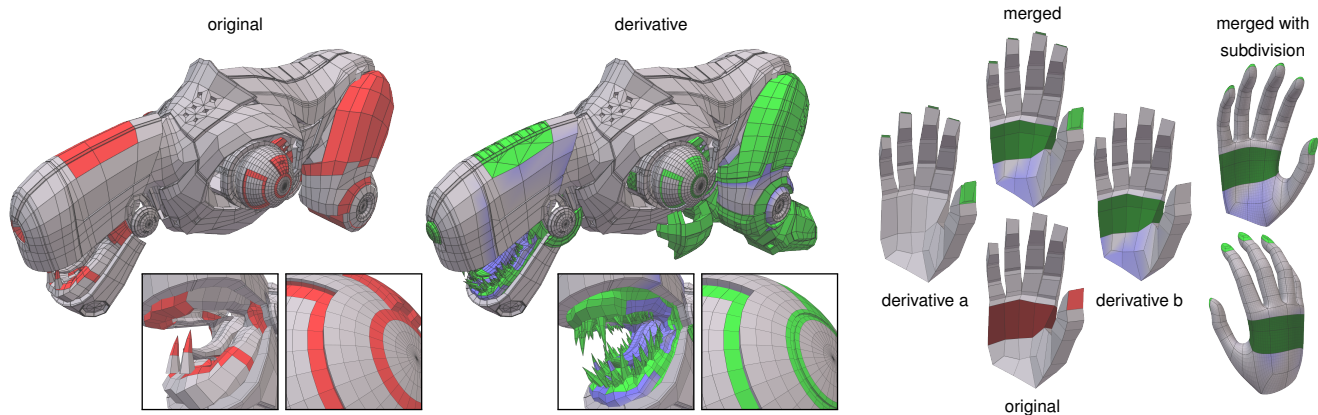 original
derivative
merged
merged with
subdivision
derivative a
derivative b
original